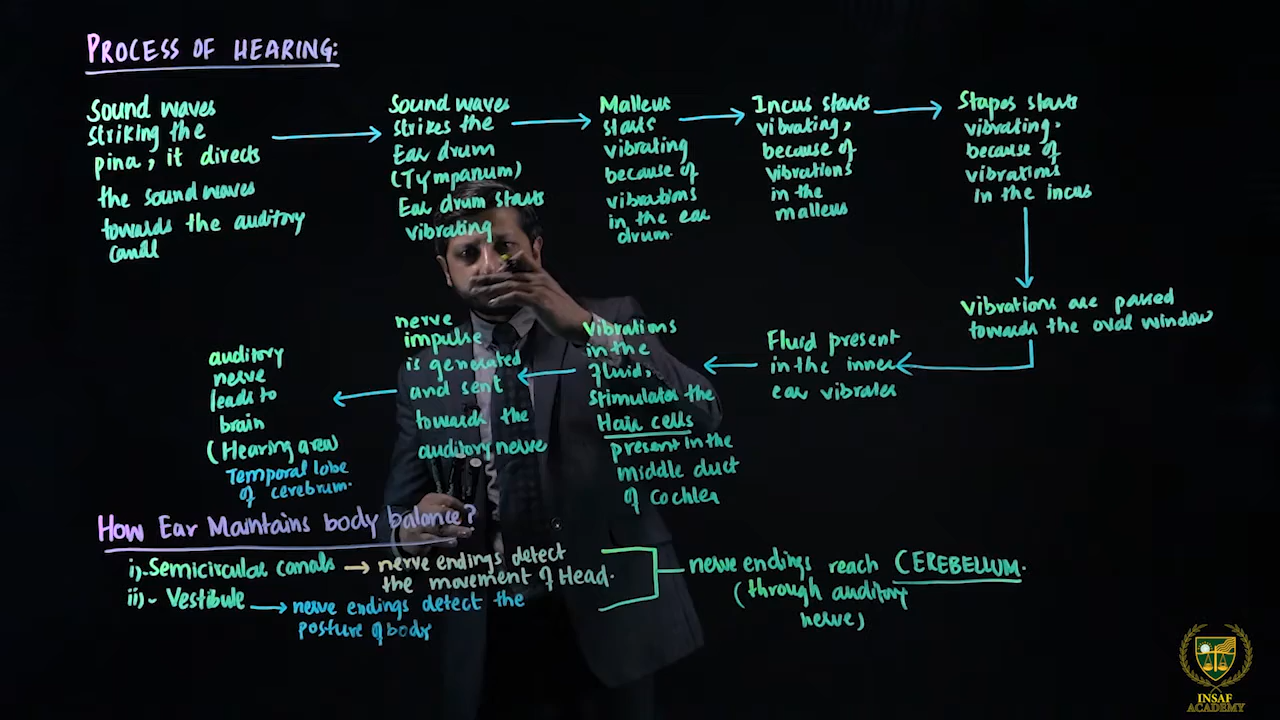 PROCESS OF HEARING:
Sound waves
striking the
pina, it directs
the sound waves
towards the auditory
canal
Sound waves
strikes the
Ear drum
(Tympanum)
Ear drum starts
vibrating
Malleus
starts
vibrating
because of
vibrations
in the ear
drum.
Incus starts
vibrating,
because of
vibrations
in the
malleus
Stapes starts
vibrating,
because of
vibrations
in the incus
Vibrations are passed
towards the oval window
Fluid present
in the inner
ear vibrates
Vibrations
in the
fluid,
stimulates the
Hair cells
present in the
middle duct
of Cochlea
nerve
impulse
is generated
and sent
towards the
auditory nerve
auditory
nerve
leads to
brain
(Hearing area)
Temporal lobe
of cerebrum.
How Ear Maintains body balance?
i)- Semicircular canals → nerve endings detect
the movement of Head.
ii)- Vestibule → nerve endings detect the
posture of body
nerve endings reach CEREBELLUM.
(through auditory
nerve)
INSAF
ACADEMY